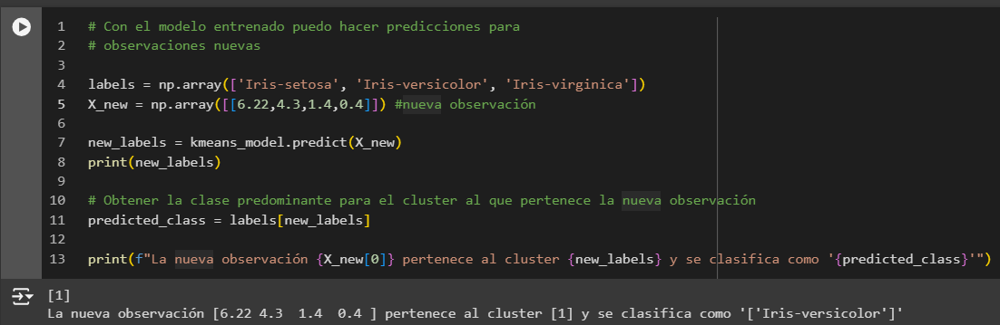 1 # Con el modelo entrenado puedo hacer predicciones para
2 # observaciones nuevas
3
4 labels = np.array(['Iris-setosa', 'Iris-versicolor', 'Iris-virginica'])
5 X_new = np.array([[6.22,4.3,1.4,0.4]]) #nueva observación
6
7 new_labels = kmeans_model.predict(X_new)
8 print(new_labels)
9
10 # Obtener la clase predominante para el cluster al que pertenece la nueva observación
11 predicted_class = labels[new_labels]
12
13 print(f"La nueva observación {X_new[0]} pertenece al cluster {new_labels} y se clasifica como '{predicted_class}'")
[1]
La nueva observación [6.22 4.3  1.4  0.4 ] pertenece al cluster [1] y se clasifica como '['Iris-versicolor']'